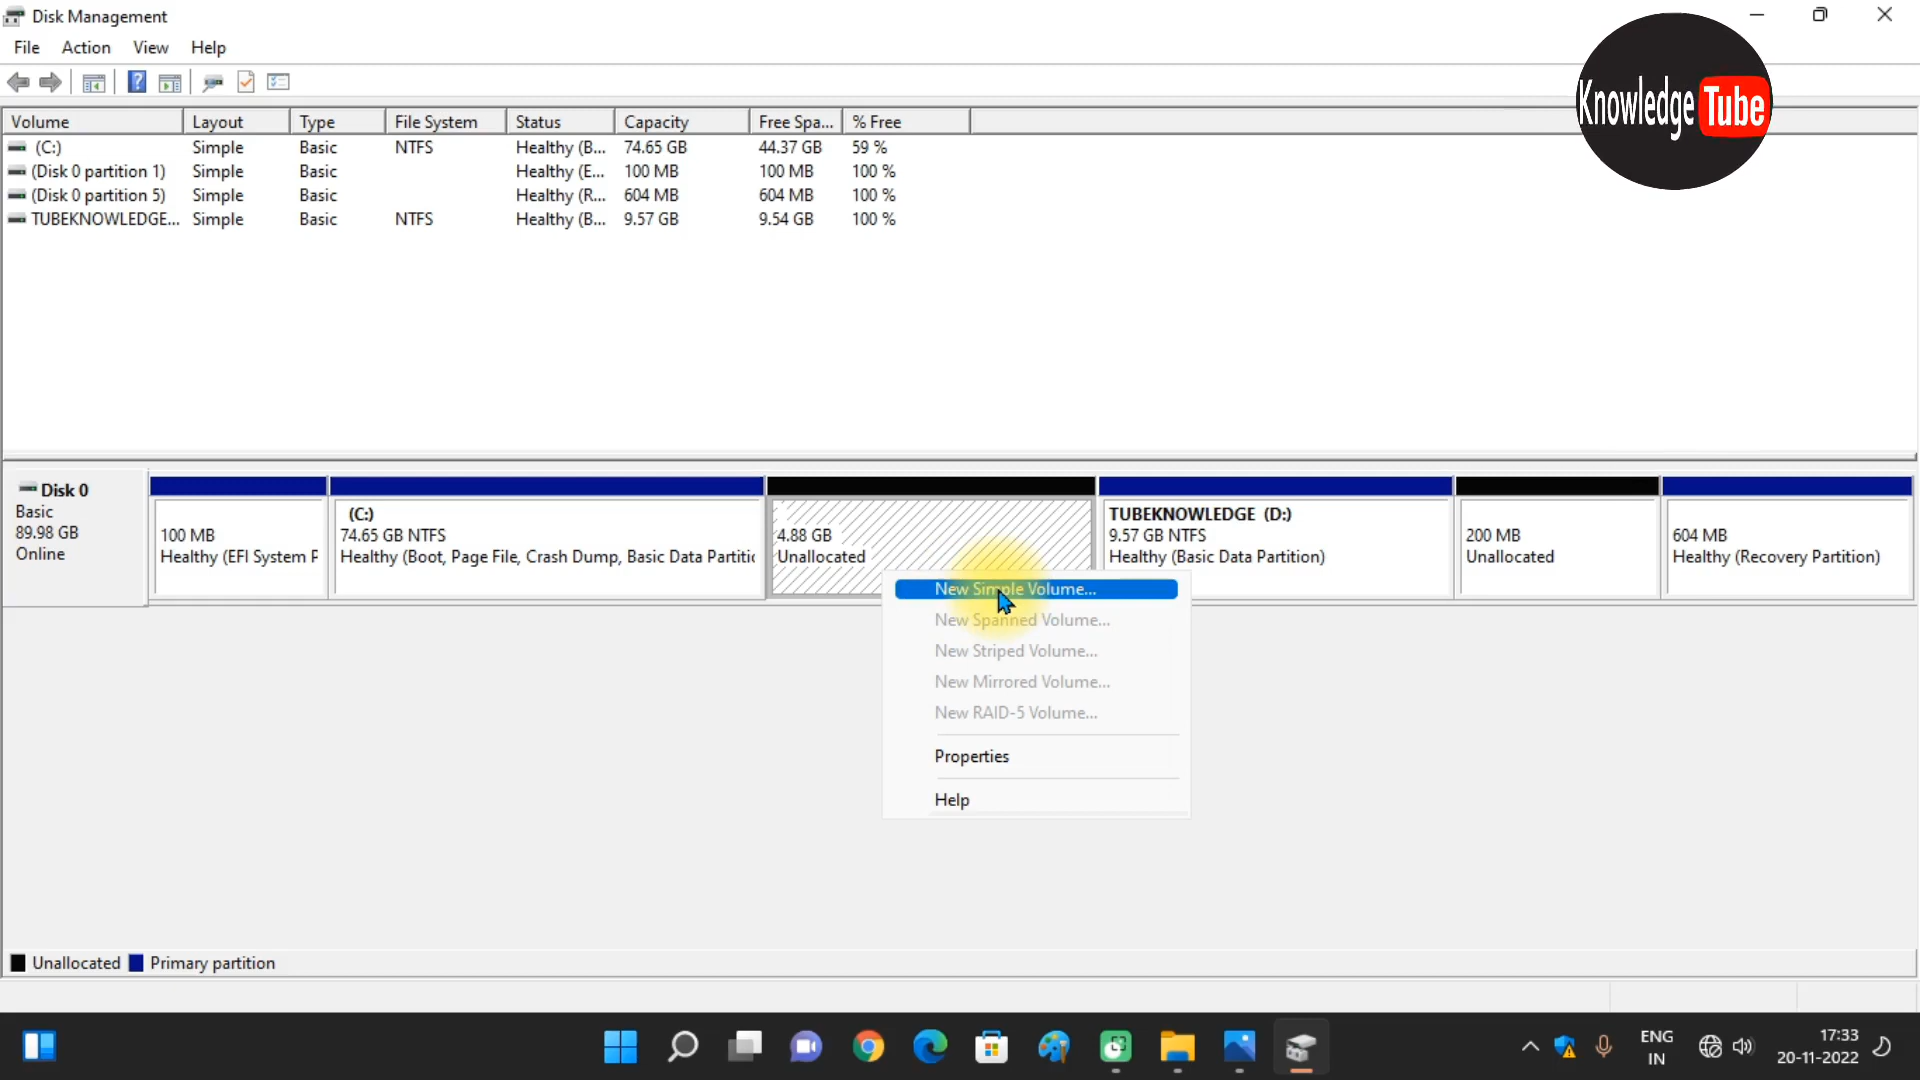 Disk Management
File Action View Help
Knowledge Tube
Volume Layout Type File System Status Capacity Free Spa... % Free
(C:) Simple Basic NTFS Healthy (B... 74.65 GB 44.37 GB 59 %
(Disk 0 partition 1) Simple Basic Healthy (E... 100 MB 100 MB 100 %
(Disk 0 partition 5) Simple Basic Healthy (R... 604 MB 604 MB 100 %
TUBEKNOWLEDGE... Simple Basic NTFS Healthy (B... 9.57 GB 9.54 GB 100 %
Disk 0
Basic
89.98 GB
Online
100 MB
Healthy (EFI System P
(C:)
74.65 GB NTFS
Healthy (Boot, Page File, Crash Dump, Basic Data Partitic
4.88 GB
Unallocated
TUBEKNOWLEDGE (D:)
9.57 GB NTFS
Healthy (Basic Data Partition)
200 MB
Unallocated
604 MB
Healthy (Recovery Partition)
New Simple Volume...
New Spanned Volume...
New Striped Volume...
New Mirrored Volume...
New RAID-5 Volume...
Properties
Help
Unallocated Primary partition
ENG
IN
17:33
20-11-2022